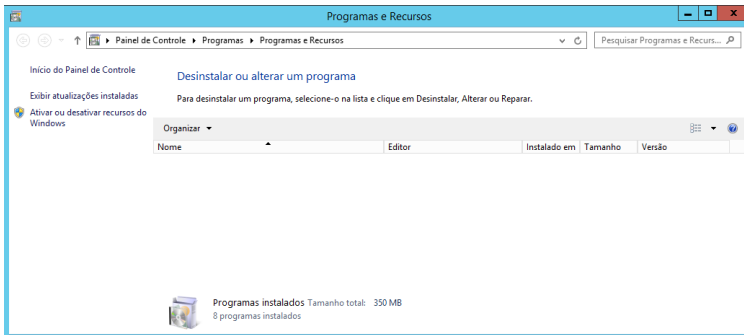 Programas e Recursos
Painel de Controle Programas Programas e Recursos
Pesquisar Programas e Recurs...
Início do Painel de Controle
Exibir atualizações instaladas
Ativar ou desativar recursos do
Windows
Desinstalar ou alterar um programa
Para desinstalar um programa, selecione-o na lista e clique em Desinstalar, Alterar ou Reparar.
Organizar
Nome Editor Instalado em Tamanho Versão
Programas instalados Tamanho total: 350 MB
8 programas instalados